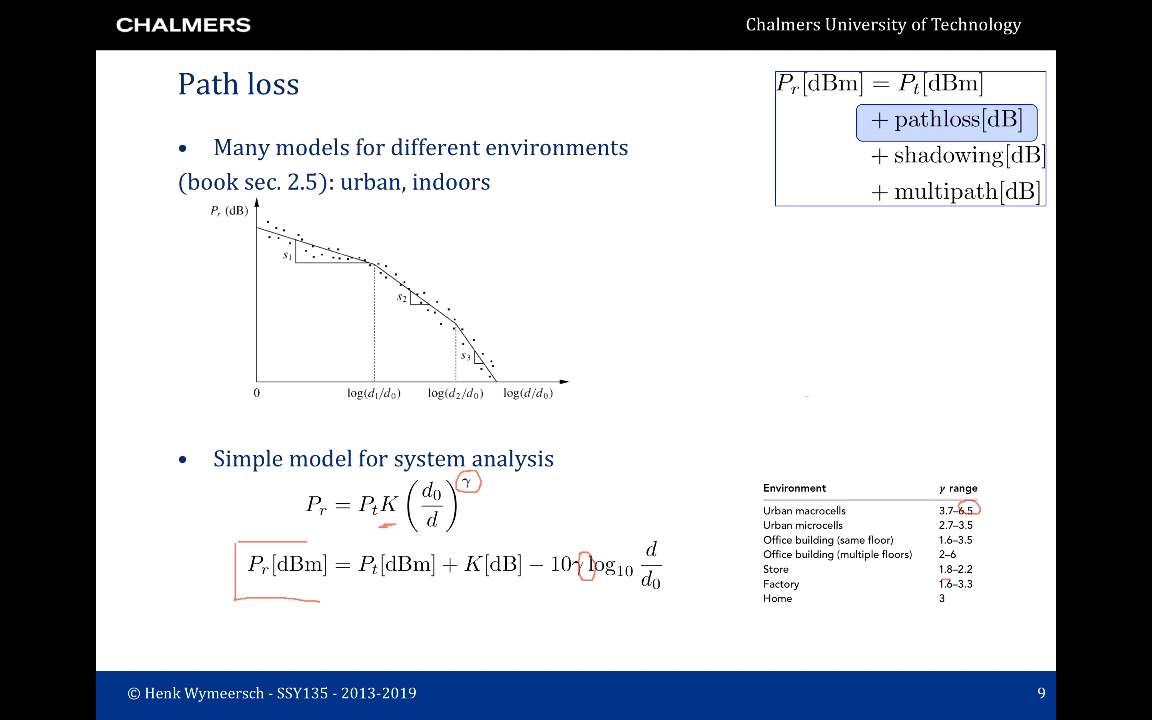 CHALMERS
Chalmers University of Technology
Path loss
P_r[dBm] = P_t[dBm]
+ pathloss[dB]
+ shadowing[dB]
+ multipath[dB]
• Many models for different environments
(book sec. 2.5): urban, indoors
P_r (dB)
s_1
s_2
s_3
0 log(d_1/d_0) log(d_2/d_0) log(d/d_0)
• Simple model for system analysis
P_r = P_t K (d_0/d)^γ
P_r[dBm] = P_t[dBm] + K[dB] − 10γ log_10 d/d_0
Environment γ range
Urban macrocells 3.7–6.5
Urban microcells 2.7–3.5
Office building (same floor) 1.6–3.5
Office building (multiple floors) 2–6
Store 1.8–2.2
Factory 1.6–3.3
Home 3
© Henk Wymeersch - SSY135 - 2013-2019
9